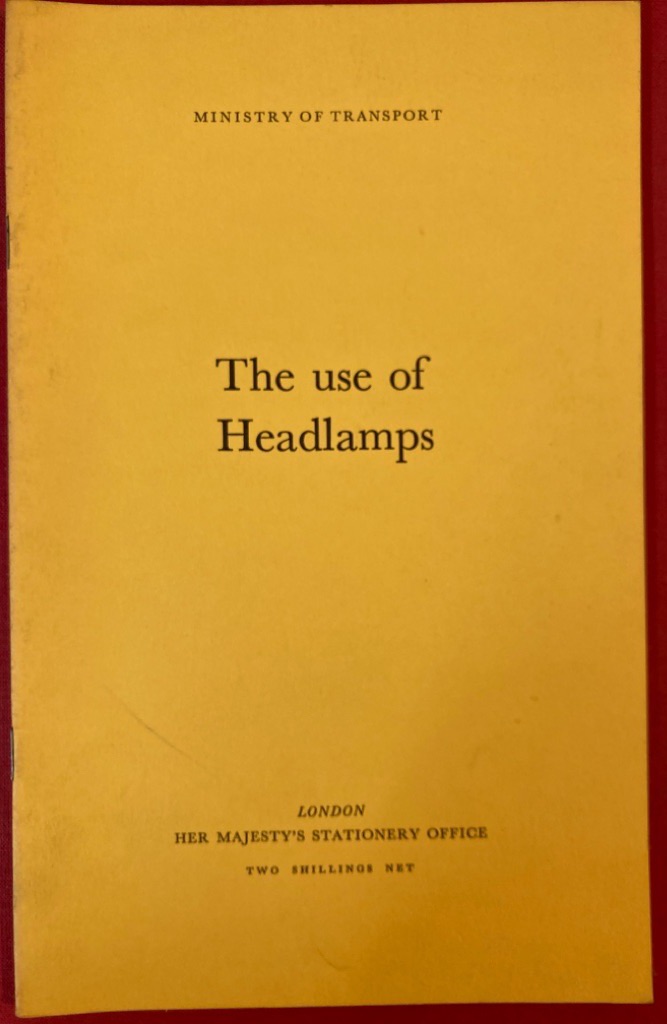 MINISTRY OF TRANSPORT
The use of
Headlamps
LONDON
HER MAJESTY'S STATIONERY OFFICE
TWO SHILLINGS NET